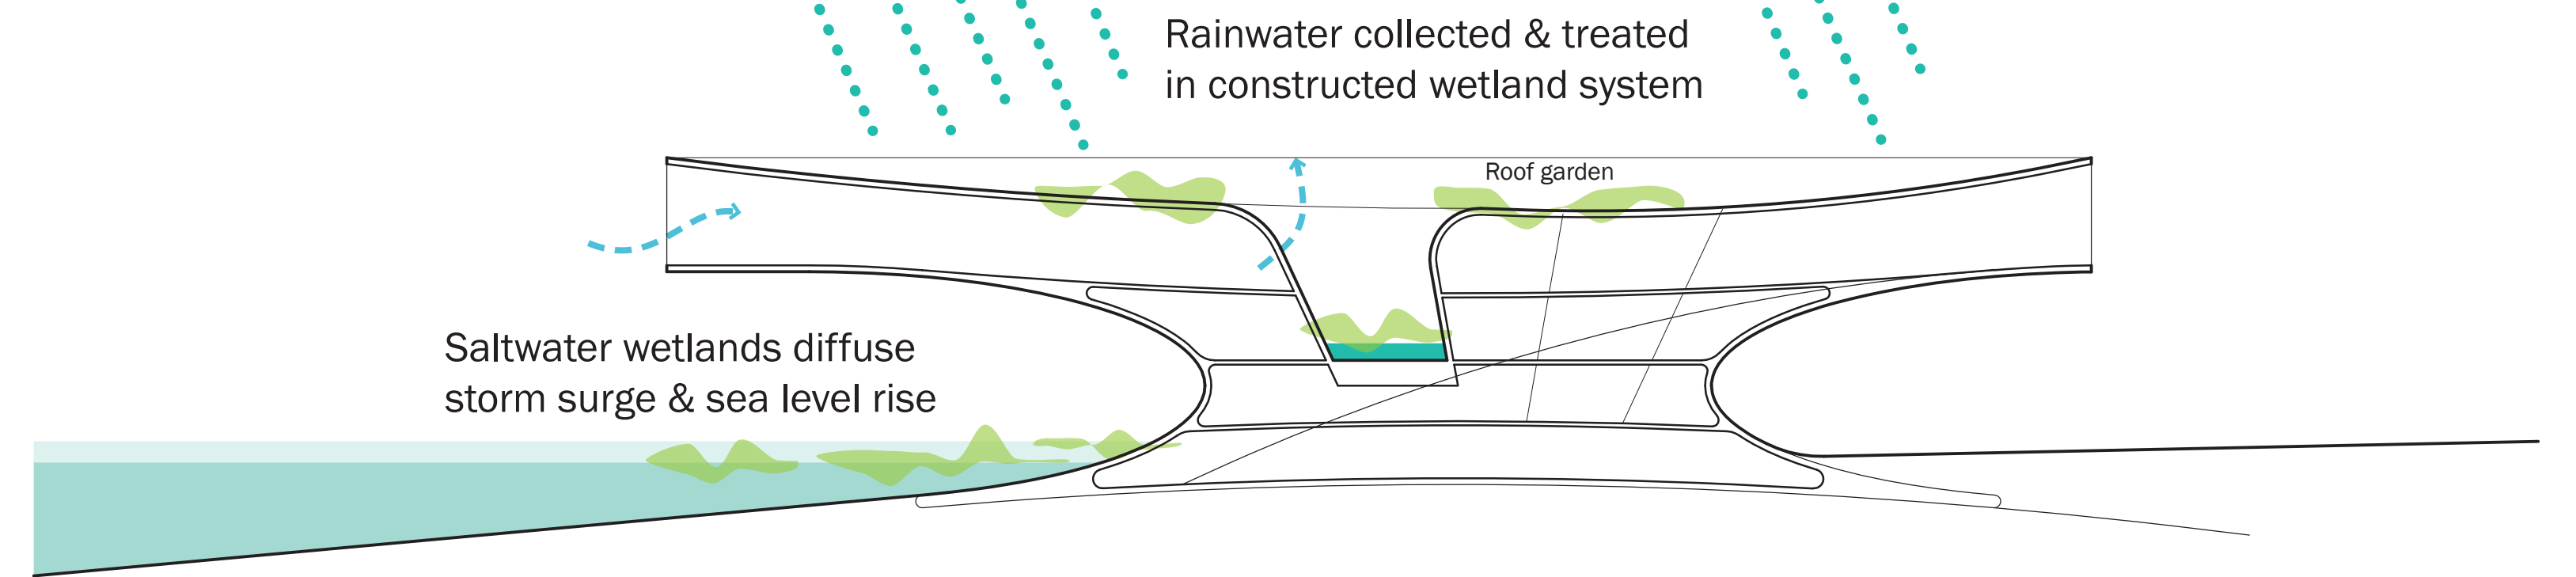 Rainwater collected & treated
in constructed wetland system
Roof garden
Saltwater wetlands diffuse
storm surge & sea level rise